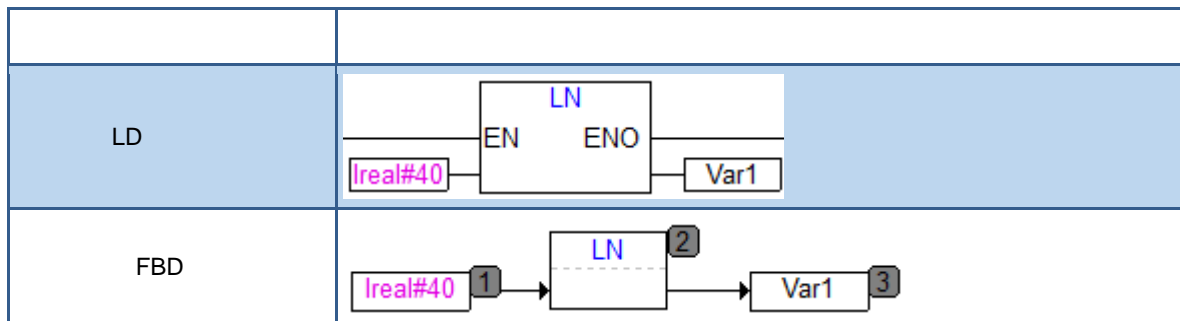 LD
LN
EN ENO
lreal#40 Var1
FBD
LN 2
lreal#40 1 Var1 3